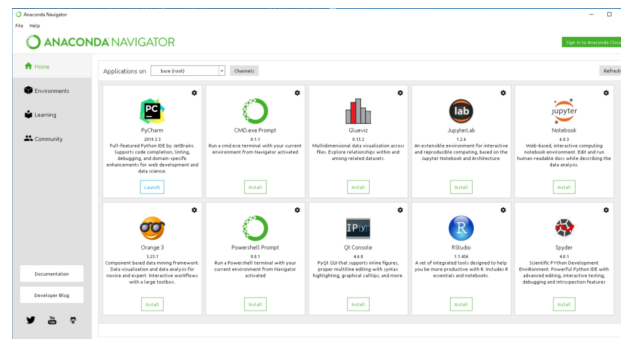 Anaconda Navigator
File Help
ANACONDA NAVIGATOR
Sign in to Anaconda
Home
Environments
Learning
Community
Documentation
Developer Blog
You Tube
Applications on base (root) Channels Refresh
PC
PyCharm
2019.3.3
Full-featured Python IDE by JetBrains.
Supports code completion, linting,
debugging, and domain-specific
enhancements for web development and
data science.
Launch
CMD.exe Prompt
0.1.1
Run a cmd.exe terminal with your current
environment from Navigator activated
Install
Glueviz
0.15.2
Multidimensional data visualization across
files. Explore relationships within and
among related datasets.
Install
lab
JupyterLab
1.2.6
An extensible environment for interactive
and reproducible computing, based on the
Jupyter Notebook and Architecture.
Install
jupyter
Notebook
6.0.3
Web-based, interactive computing
notebook environment. Edit and run
human-readable docs while describing the
data analysis.
Install
Orange 3
3.23.1
Component based data mining framework.
Data visualization and data analysis for
novice and expert. Interactive workflows
with a large toolbox.
Install
Powershell Prompt
0.0.1
Run a Powershell terminal with your
current environment from Navigator
activated
Install
IP[y]:
Qt Console
4.6.0
PyQt GUI that supports inline figures,
proper multiline editing with syntax
highlighting, graphical calltips, and more.
Install
R
RStudio
1.1.456
A set of integrated tools designed to help
you be more productive with R. Includes R
essentials and notebooks.
Install
Spyder
4.0.1
Scientific PYthon Development
EnviRonment. Powerful Python IDE with
advanced editing, interactive testing,
debugging and introspection features
Install